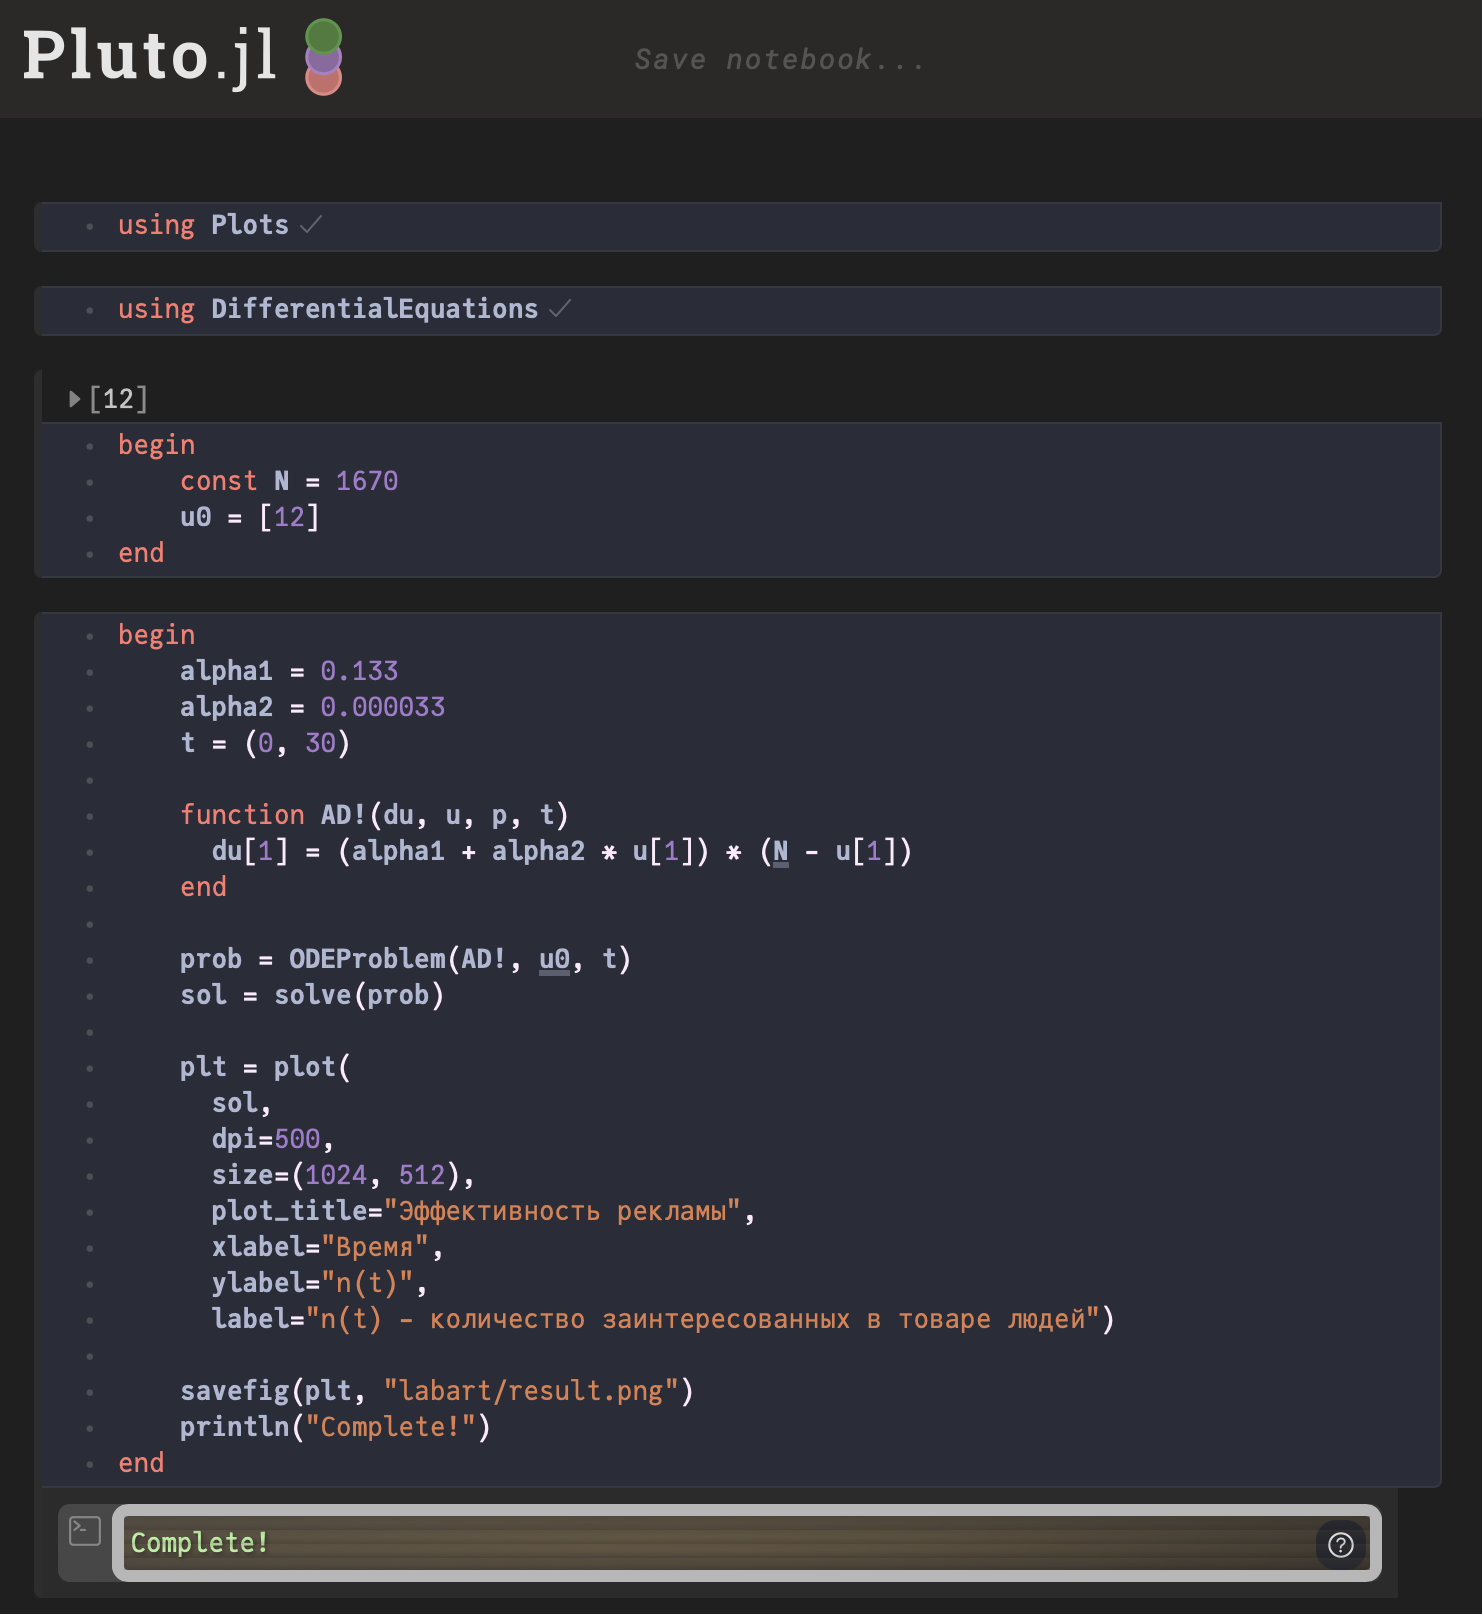 Pluto.jl
Save notebook...
using Plots
using DifferentialEquations
[12]
begin
    const N = 1670
    u0 = [12]
end
begin
    alpha1 = 0.133
    alpha2 = 0.000033
    t = (0, 30)
    function AD!(du, u, p, t)
      du[1] = (alpha1 + alpha2 * u[1]) * (N - u[1])
    end
    prob = ODEProblem(AD!, u0, t)
    sol = solve(prob)
    plt = plot(
      sol,
      dpi=500,
      size=(1024, 512),
      plot_title="Эффективность рекламы",
      xlabel="Время",
      ylabel="n(t)",
      label="n(t) - количество заинтересованных в товаре людей")
    savefig(plt, "labart/result.png")
    println("Complete!")
end
Complete!